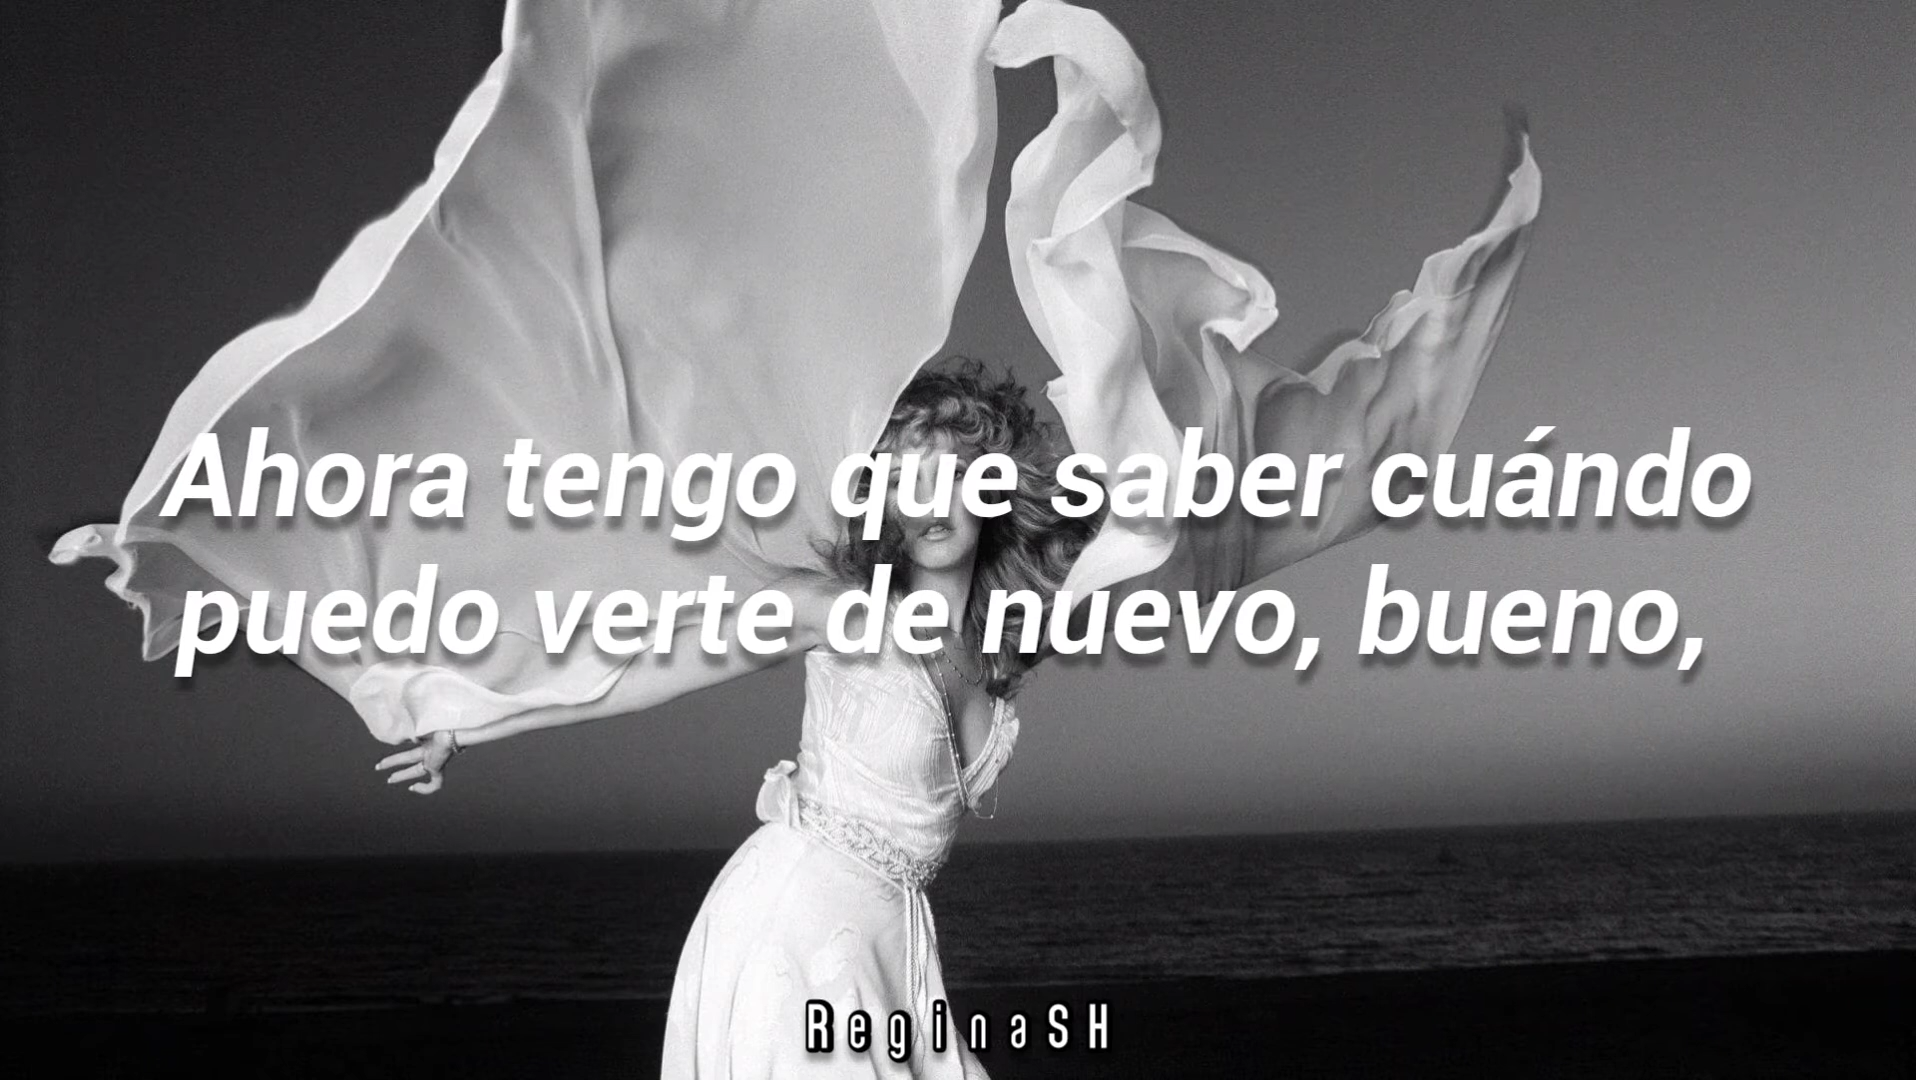 Ahora tengo que saber cuándo
puedo verte de nuevo, bueno,
ReginaSH